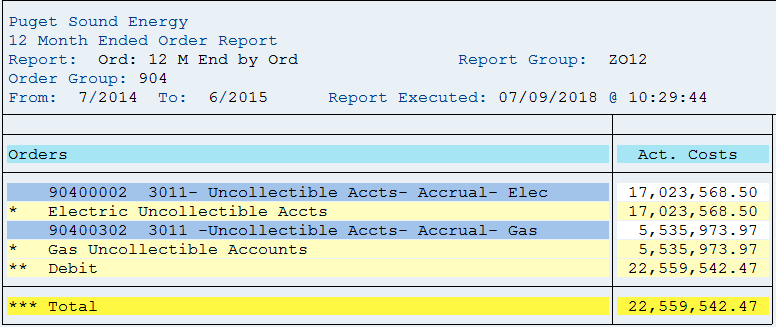 Puget Sound Energy
12 Month Ended Order Report
Report: Ord: 12 M End by Ord Report Group: ZO12
Order Group: 904
From: 7/2014 To: 6/2015 Report Executed: 07/09/2018 @ 10:29:44
Orders Act. Costs
90400002 3011- Uncollectible Accts- Accrual- Elec 17,023,568.50
* Electric Uncollectible Accts 17,023,568.50
90400302 3011 -Uncollectible Accts- Accrual- Gas 5,535,973.97
* Gas Uncollectible Accounts 5,535,973.97
** Debit 22,559,542.47
*** Total 22,559,542.47